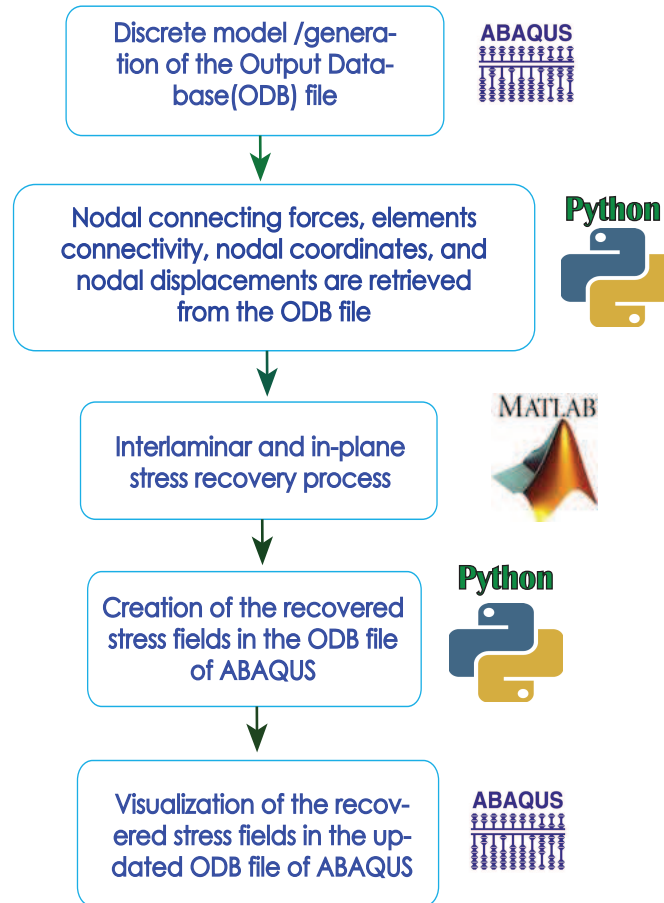 Discrete model /genera-
tion of the Output Data-
base(ODB) file
ABAQUS
Nodal connecting forces, elements
connectivity, nodal coordinates, and
nodal displacements are retrieved
from the ODB file
Python
Interlaminar and in-plane
stress recovery process
MATLAB
Creation of the recovered
stress fields in the ODB file
of ABAQUS
Python
Visualization of the recov-
ered stress fields in the up-
dated ODB file of ABAQUS
ABAQUS